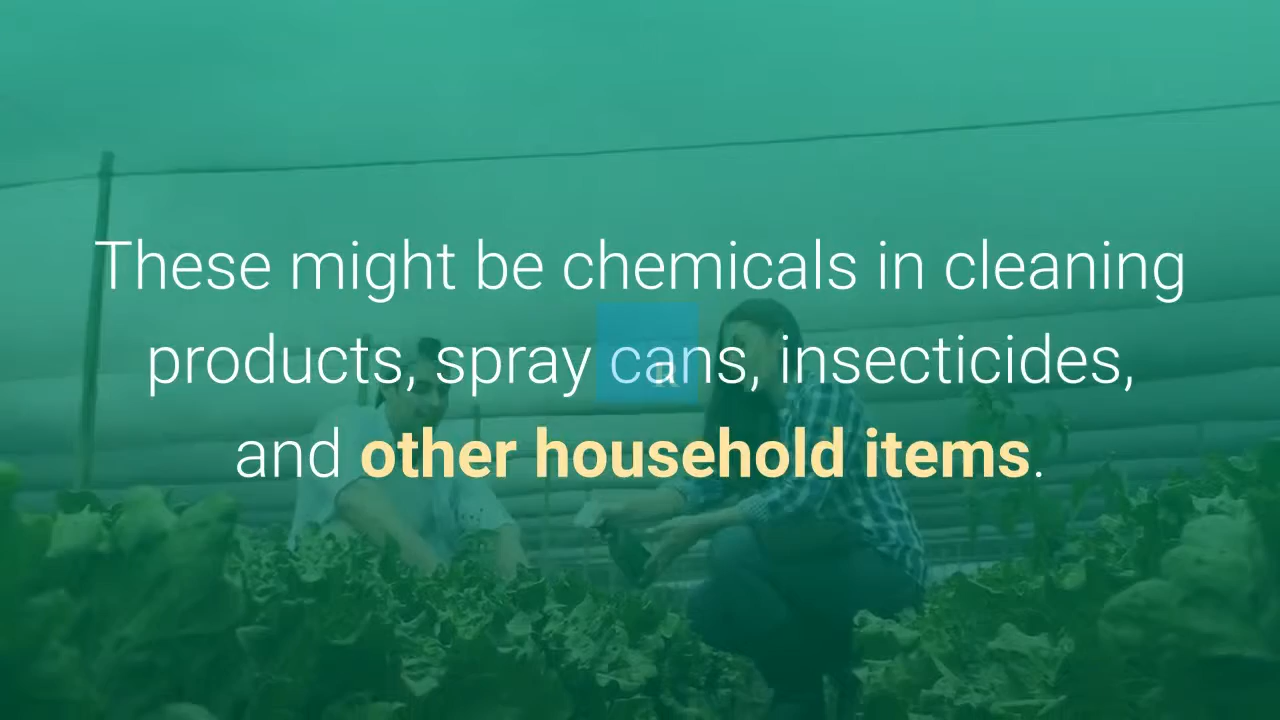 These might be chemicals in cleaning
products, spray cans, insecticides,
R
and other household items.